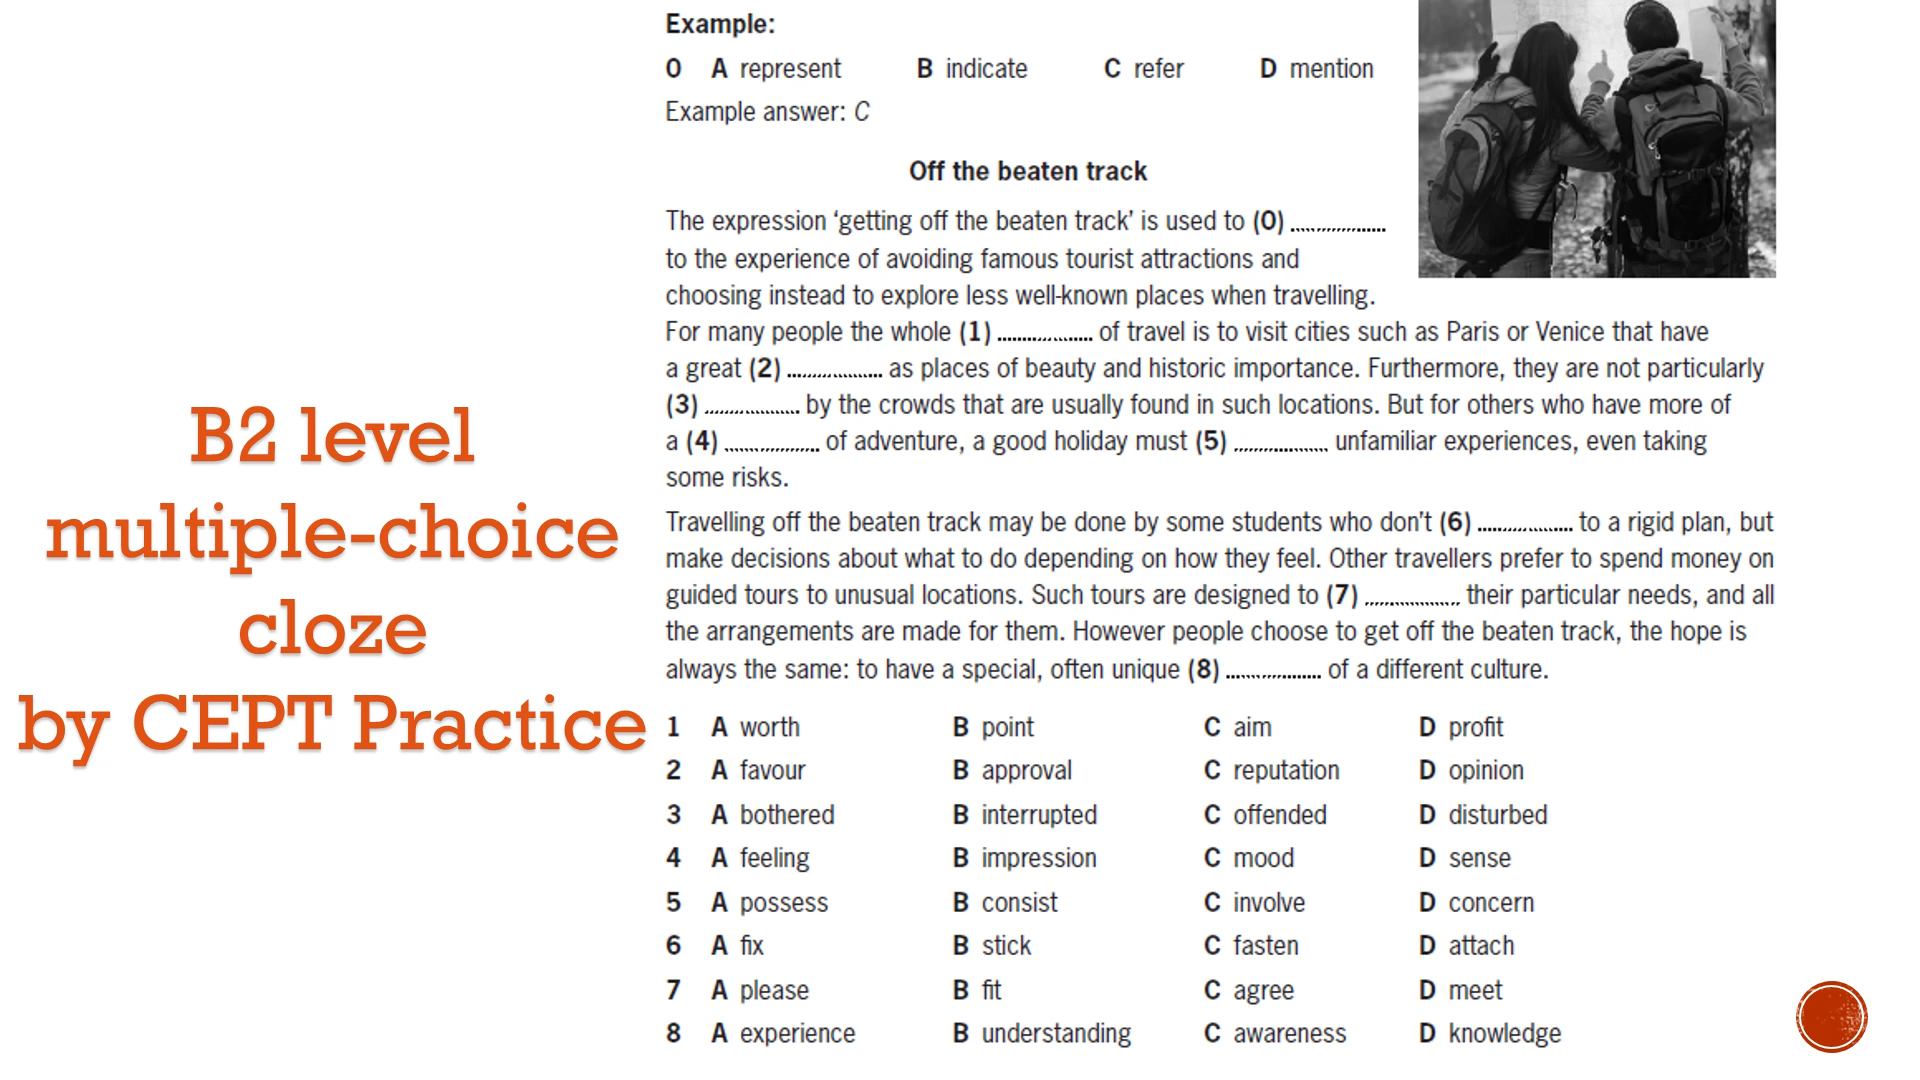 B2 level
multiple-choice
cloze
by CEPT Practice
Example:
0 A represent B indicate C refer D mention
Example answer: C
Off the beaten track
The expression ‘getting off the beaten track’ is used to (0) ..................
to the experience of avoiding famous tourist attractions and
choosing instead to explore less well-known places when travelling.
For many people the whole (1) .................. of travel is to visit cities such as Paris or Venice that have
a great (2) .................. as places of beauty and historic importance. Furthermore, they are not particularly
(3) .................. by the crowds that are usually found in such locations. But for others who have more of
a (4) .................. of adventure, a good holiday must (5) .................. unfamiliar experiences, even taking
some risks.
Travelling off the beaten track may be done by some students who don’t (6) .................. to a rigid plan, but
make decisions about what to do depending on how they feel. Other travellers prefer to spend money on
guided tours to unusual locations. Such tours are designed to (7) .................. their particular needs, and all
the arrangements are made for them. However people choose to get off the beaten track, the hope is
always the same: to have a special, often unique (8) .................. of a different culture.
1 A worth B point C aim D profit
2 A favour B approval C reputation D opinion
3 A bothered B interrupted C offended D disturbed
4 A feeling B impression C mood D sense
5 A possess B consist C involve D concern
6 A fix B stick C fasten D attach
7 A please B fit C agree D meet
8 A experience B understanding C awareness D knowledge